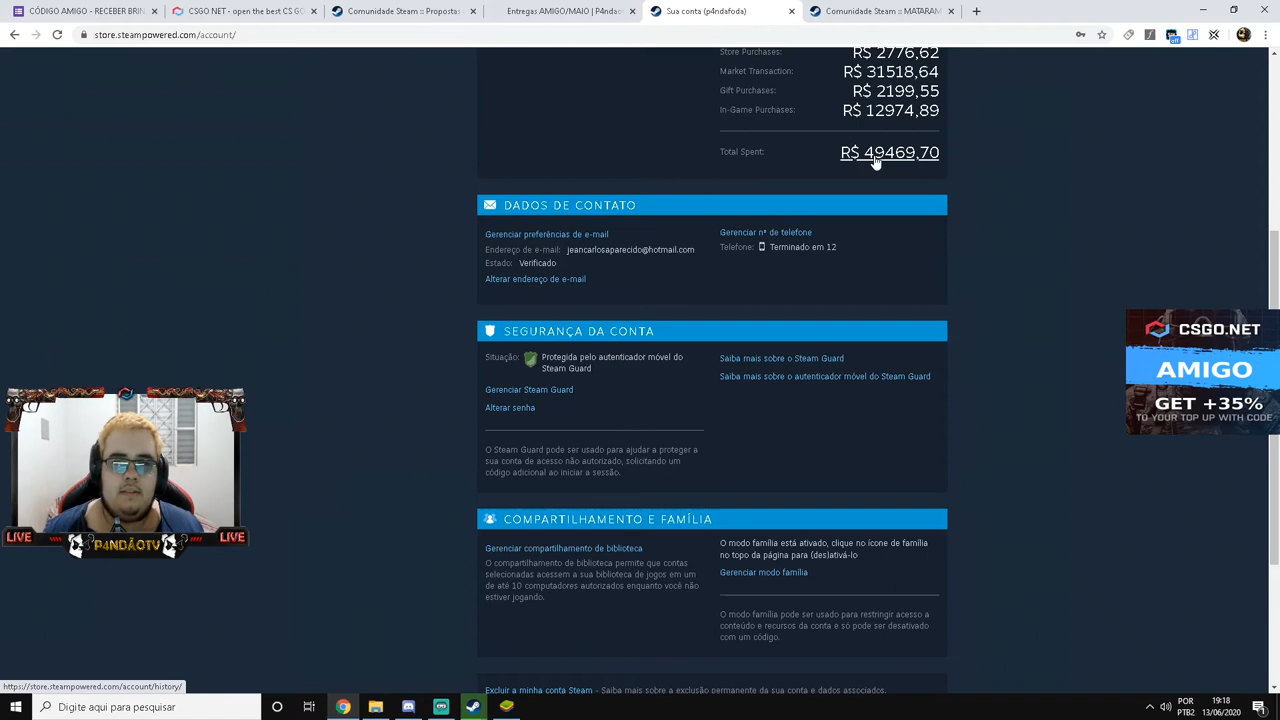 CÓDIGO AMIGO - RECEBER BRIN
CSGO NET - open the best CS:GO
Comunidade Steam :: Proposta
Entregas AMIGO | P4ndao
Sua conta (p4ndafoda)
Comunidade Steam :: MATARAM
store.steampowered.com/account/
Store Purchases: R$ 2776,62
Market Transaction: R$ 31518,64
Gift Purchases: R$ 2199,55
In-Game Purchases: R$ 12974,89
Total Spent: R$ 49469,70
DADOS DE CONTATO
Gerenciar preferências de e-mail
Endereço de e-mail: jeancarlosaparecido@hotmail.com
Estado: Verificado
Alterar endereço de e-mail
Gerenciar nº de telefone
Telefone: Terminado em 12
SEGURANÇA DA CONTA
Situação: Protegida pelo autenticador móvel do
Steam Guard
Gerenciar Steam Guard
Alterar senha
O Steam Guard pode ser usado para ajudar a proteger a
sua conta de acesso não autorizado, solicitando um
código adicional ao iniciar a sessão.
Saiba mais sobre o Steam Guard
Saiba mais sobre o autenticador móvel do Steam Guard
CSGO.NET
AMIGO
GET +35%
TO YOUR TOP UP WITH CODE
LIVE
P4NDÃOTV
LIVE
COMPARTILHAMENTO E FAMÍLIA
Gerenciar compartilhamento de biblioteca
O compartilhamento de biblioteca permite que contas
selecionadas acessem a sua biblioteca de jogos em um
de até 10 computadores autorizados enquanto você não
estiver jogando.
O modo família está ativado, clique no ícone de família
no topo da página para (des)ativá-lo
Gerenciar modo família
O modo família pode ser usado para restringir acesso a
conteúdo e recursos da conta e só pode ser desativado
com um código.
Excluir a minha conta Steam - Saiba mais sobre a exclusão permanente da sua conta e dados associados.
https://store.steampowered.com/account/history/
Digite aqui para pesquisar
POR
PTB2
19:18
13/06/2020